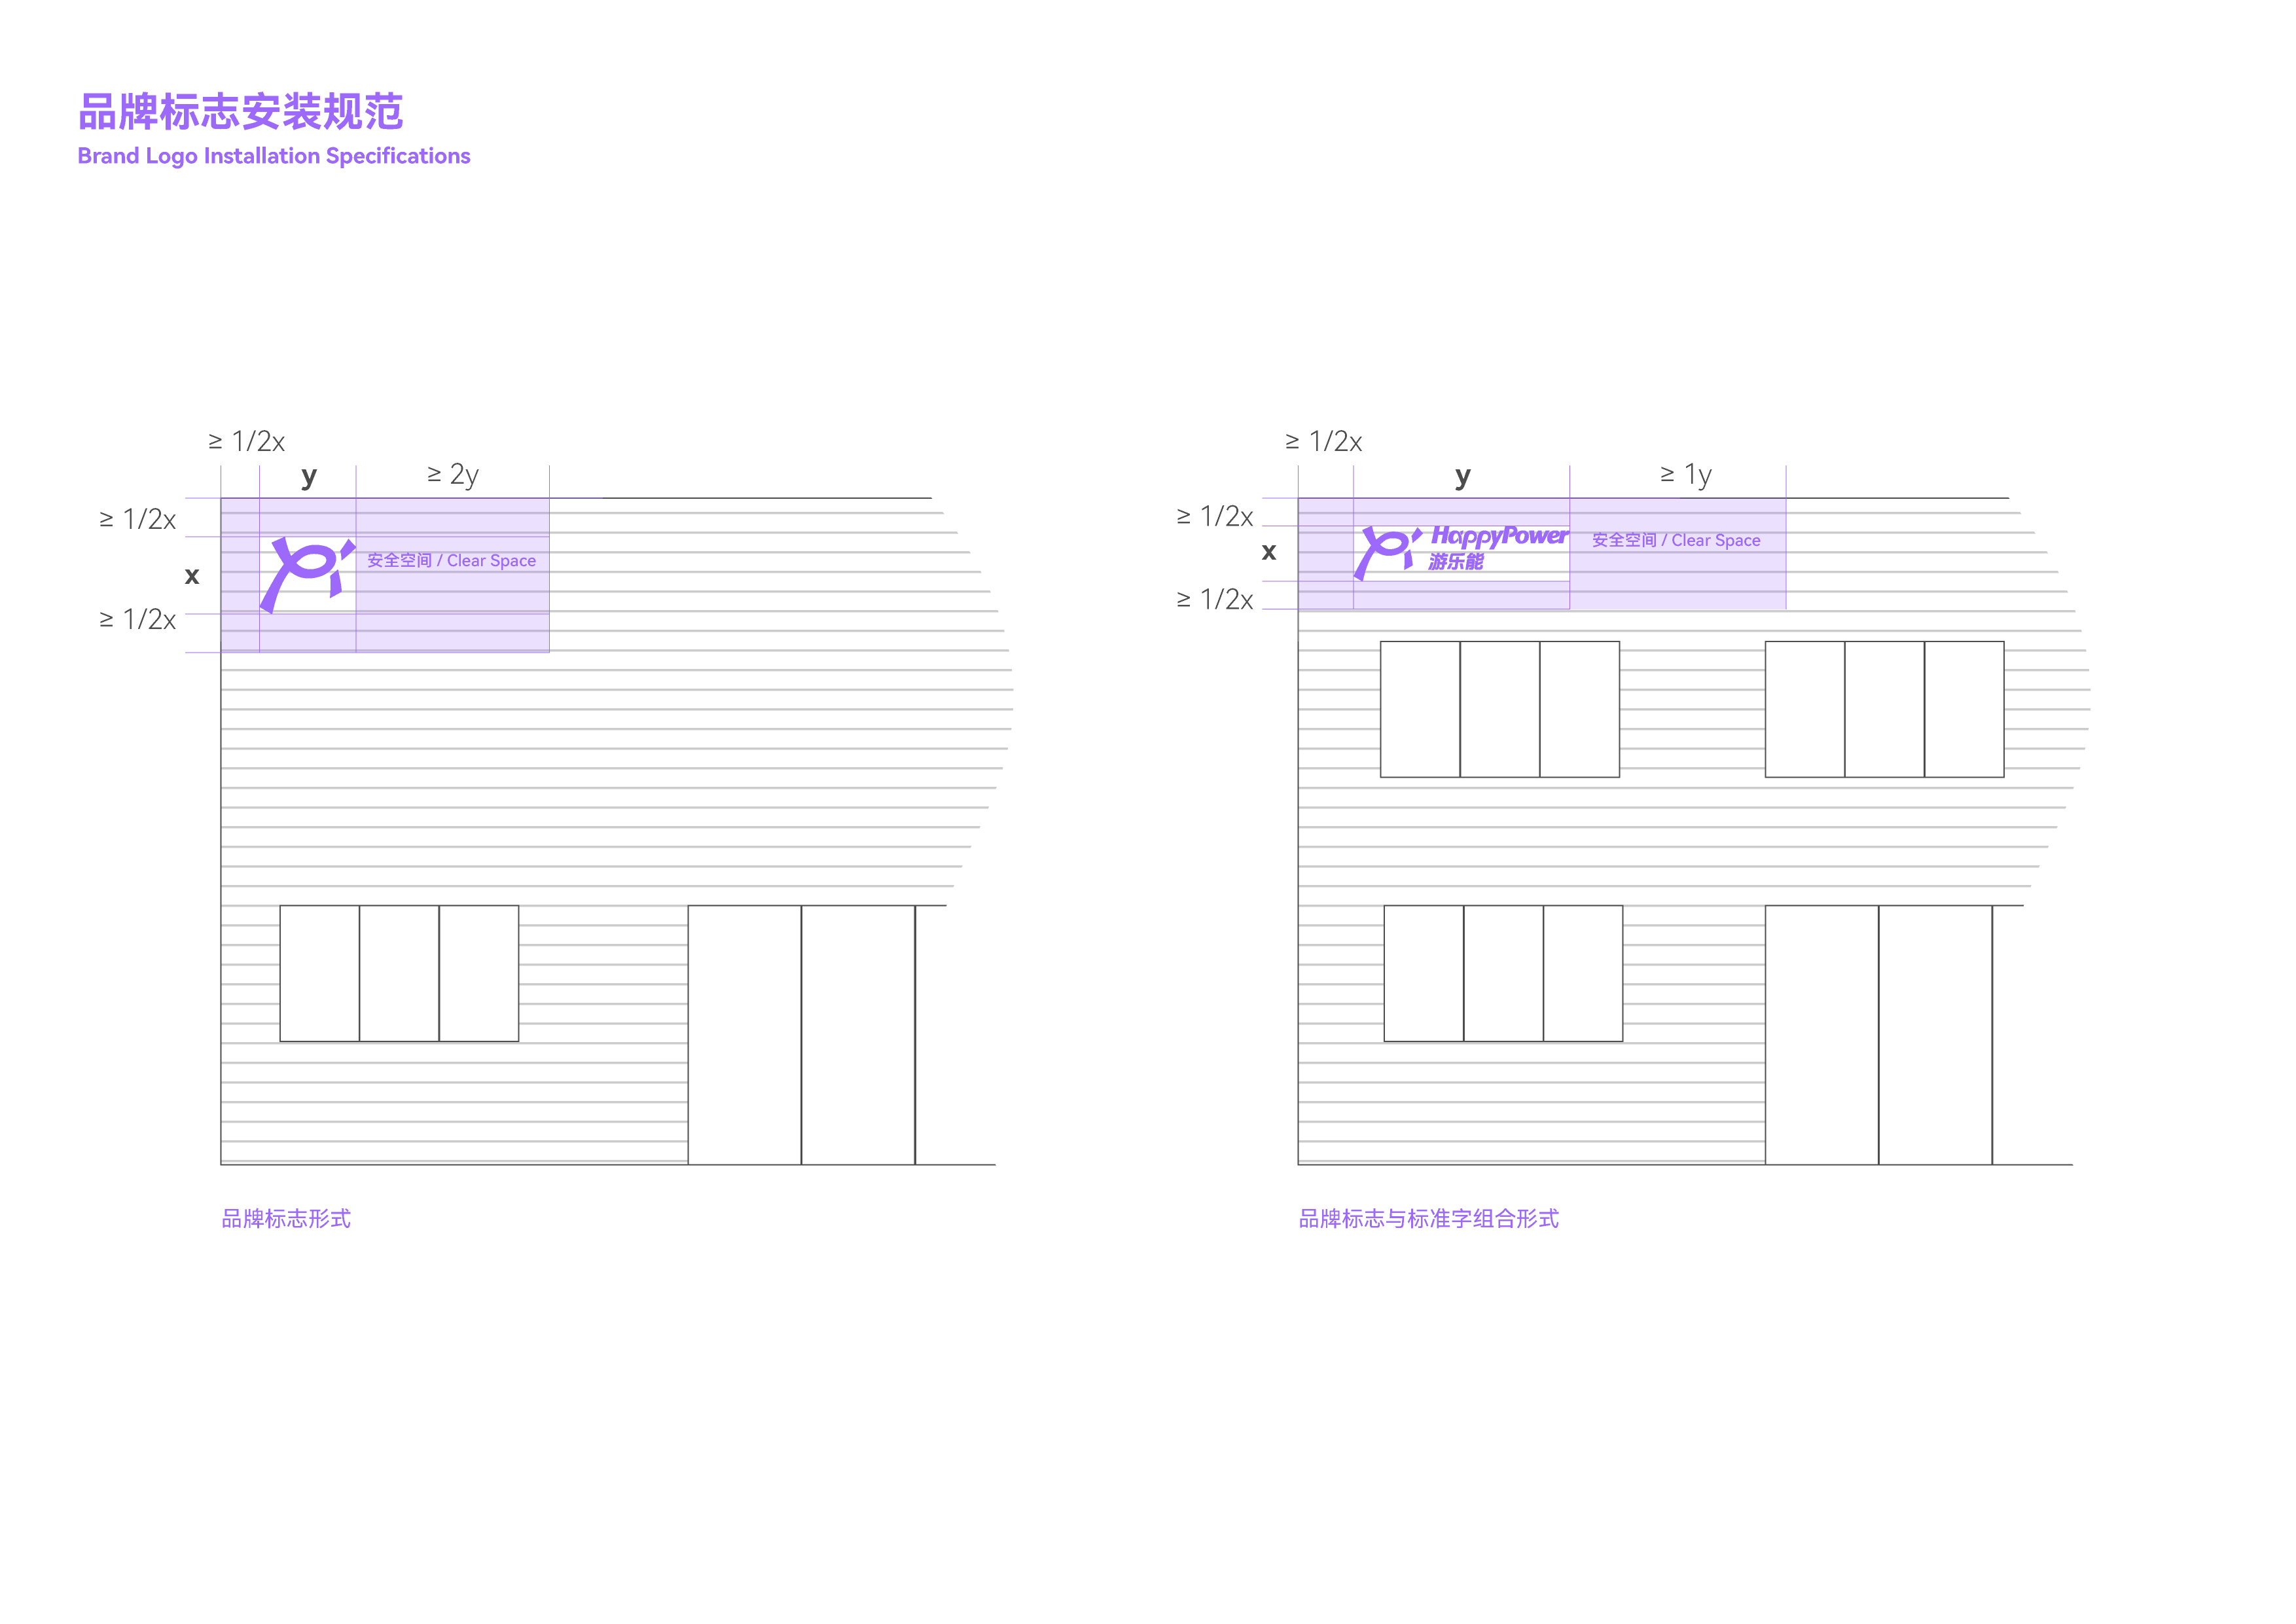 品牌标志安装规范
Brand Logo Installation Specifications
≥ 1/2x
y
≥ 2y
≥ 1/2x
x
≥ 1/2x
安全空间 / Clear Space
品牌标志形式
≥ 1/2x
y
≥ 1y
≥ 1/2x
x
≥ 1/2x
HappyPower
游乐能
安全空间 / Clear Space
品牌标志与标准字组合形式